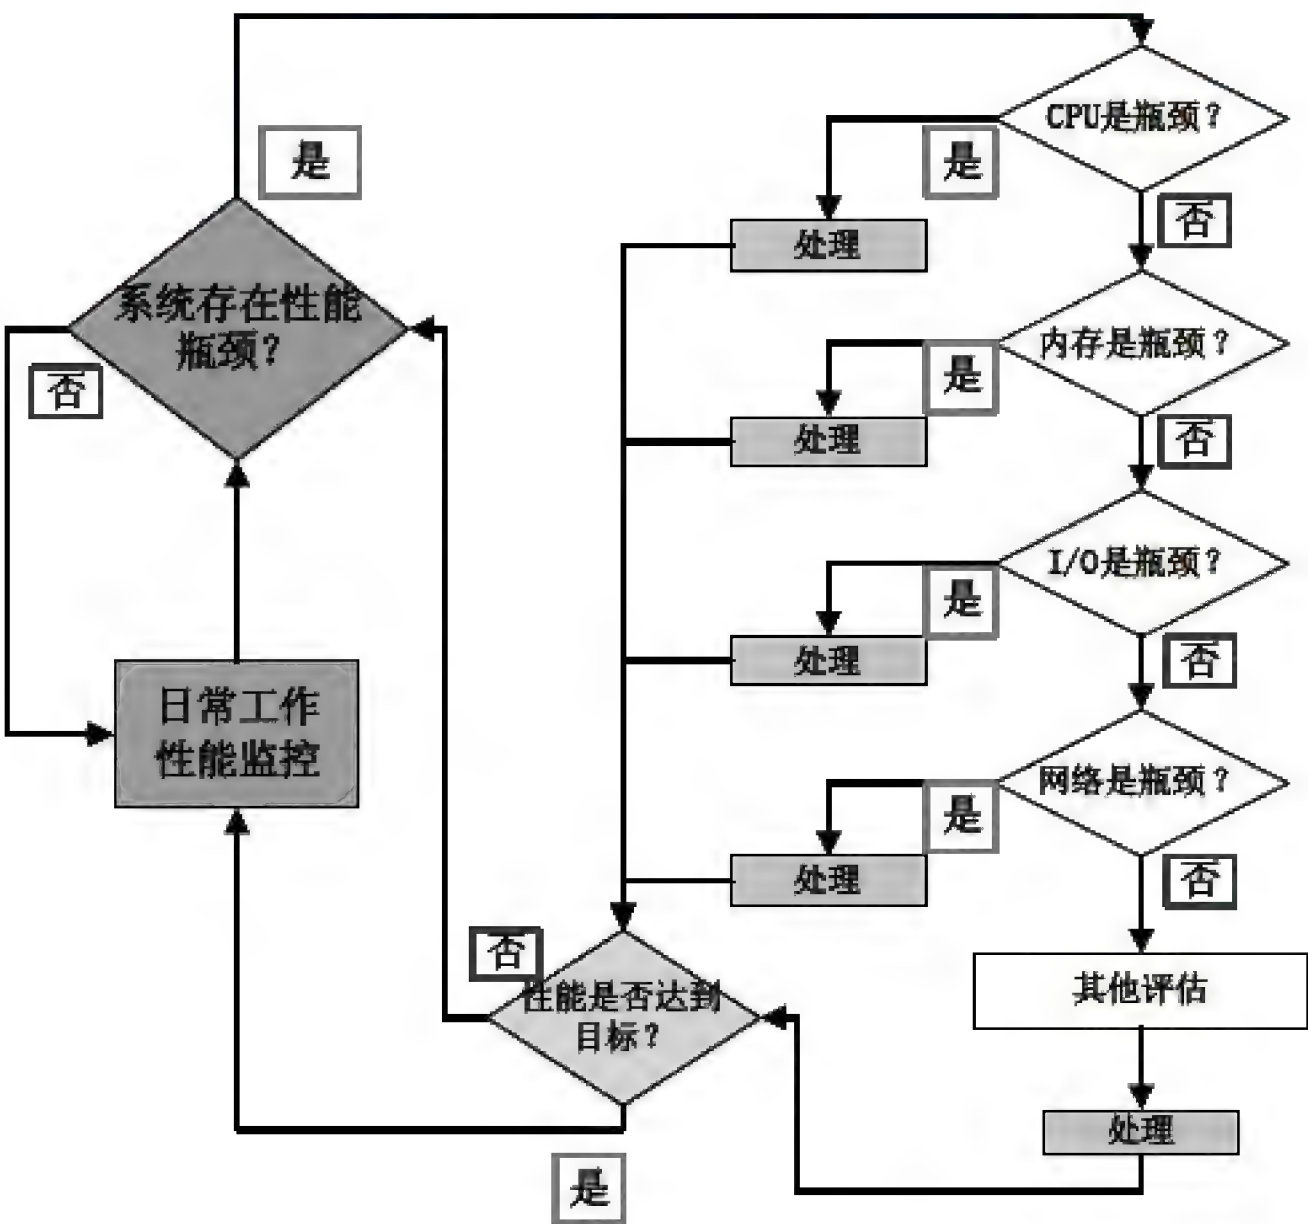 CPU是瓶颈?
是
是
否
处理
系统存在性能
瓶颈?
内存是瓶颈?
否
是
否
处理
I/O是瓶颈?
是
否
处理
日常工作
性能监控
网络是瓶颈?
是
否
处理
否
性能是否达到
目标?
其他评估
处理
是